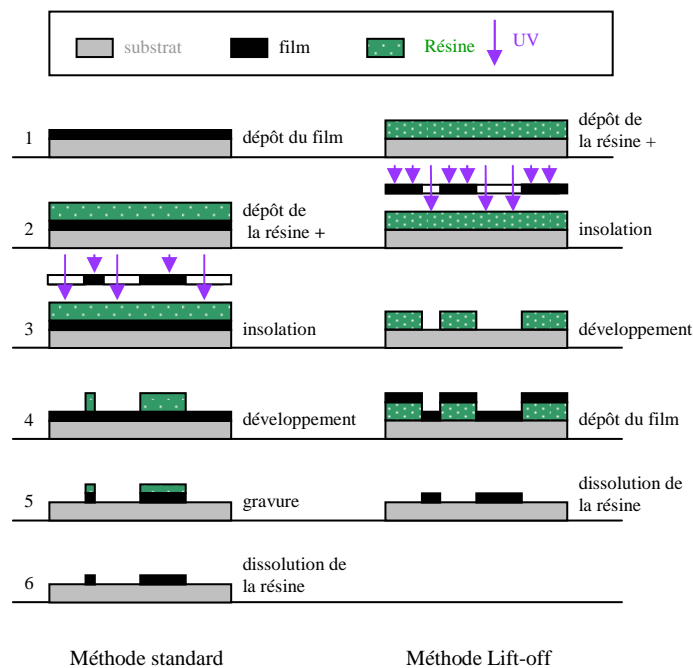 substrat film Résine UV
1 dépôt du film
dépôt de
la résine +
2 dépôt de
la résine +
insolation
3 insolation
développement
4 développement
dépôt du film
5 gravure
dissolution de
la résine
6 dissolution de
la résine
Méthode standard Méthode Lift-off